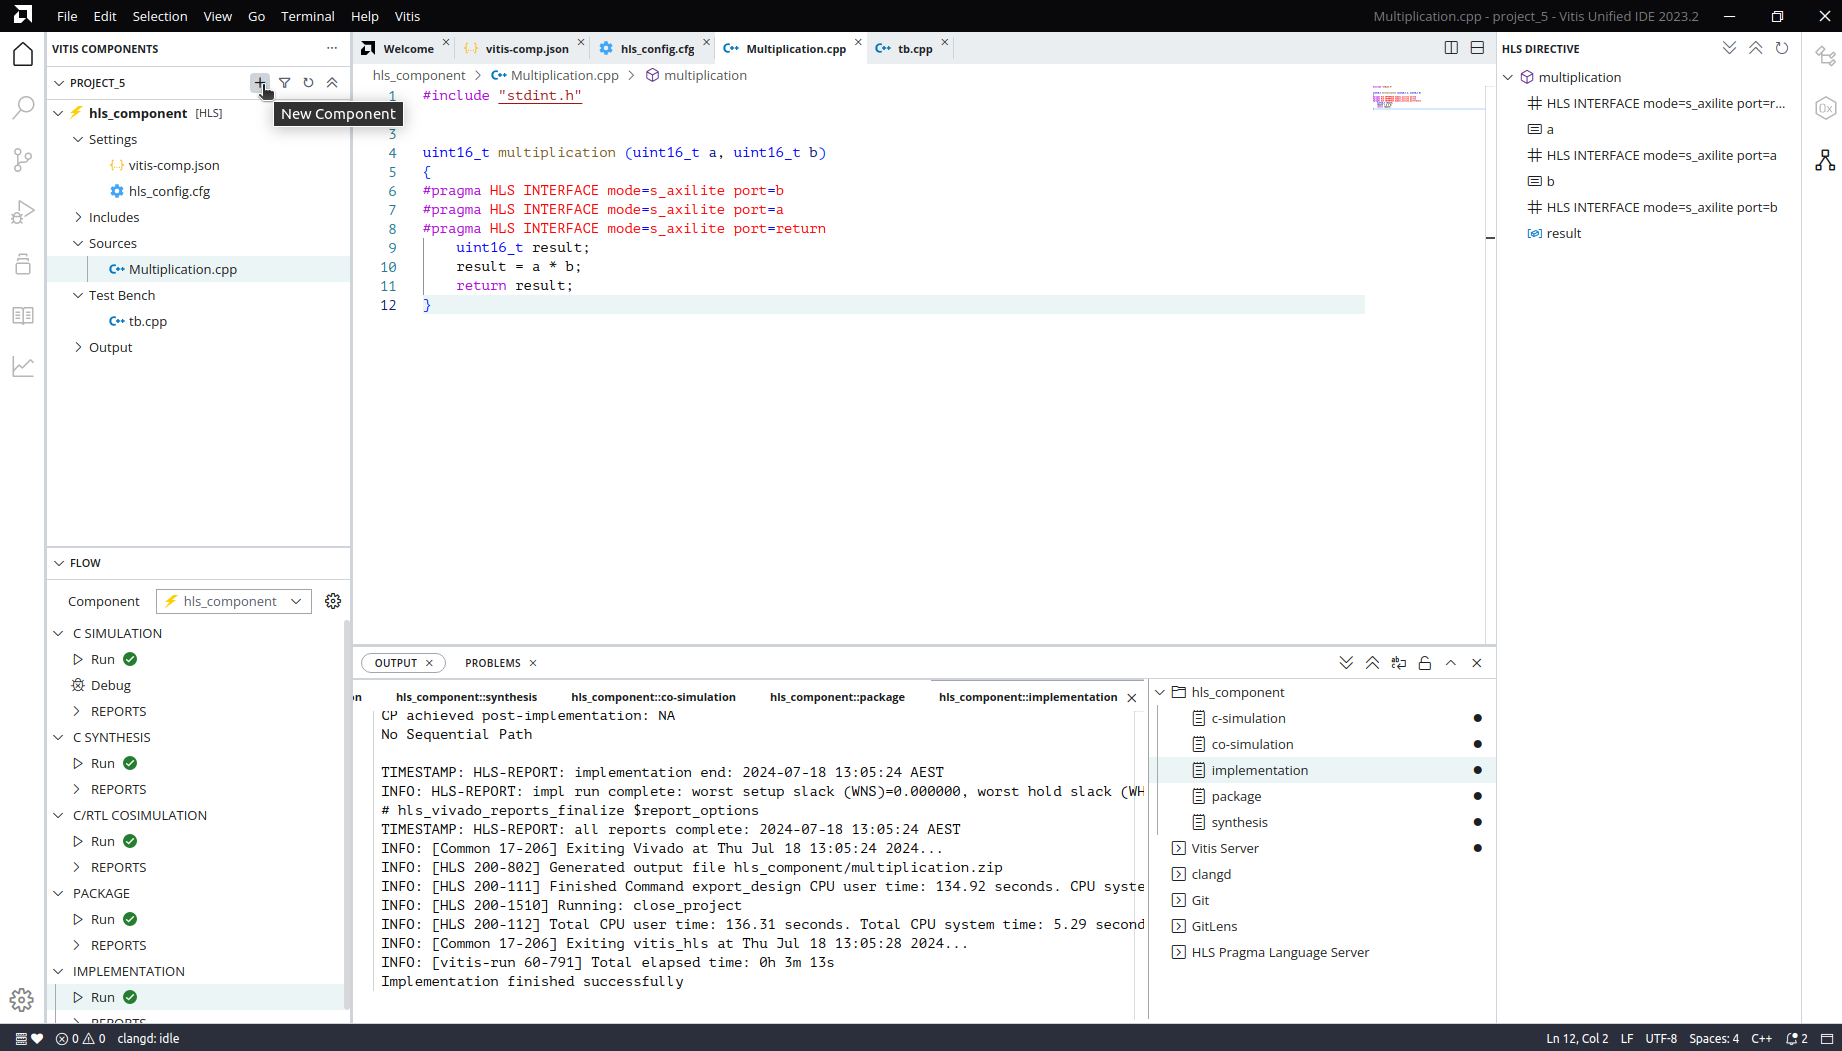 File Edit Selection View Go Terminal Help Vitis
Multiplication.cpp - project_5 - Vitis Unified IDE 2023.2
VITIS COMPONENTS
PROJECT_5
New Component
hls_component [HLS]
Settings
vitis-comp.json
hls_config.cfg
Includes
Sources
Multiplication.cpp
Test Bench
tb.cpp
Output
FLOW
Component hls_component
C SIMULATION
Run
Debug
REPORTS
C SYNTHESIS
Run
REPORTS
C/RTL COSIMULATION
Run
REPORTS
PACKAGE
Run
REPORTS
IMPLEMENTATION
Run
REPORTS
Welcome vitis-comp.json hls_config.cfg Multiplication.cpp tb.cpp
hls_component > Multiplication.cpp > multiplication
1 #include "stdint.h"
3
4 uint16_t multiplication (uint16_t a, uint16_t b)
5 {
6 #pragma HLS INTERFACE mode=s_axilite port=b
7 #pragma HLS INTERFACE mode=s_axilite port=a
8 #pragma HLS INTERFACE mode=s_axilite port=return
9 uint16_t result;
10 result = a * b;
11 return result;
12 }
OUTPUT PROBLEMS
on hls_component::synthesis hls_component::co-simulation hls_component::package hls_component::implementation
CP achieved post-implementation: NA
No Sequential Path
TIMESTAMP: HLS-REPORT: implementation end: 2024-07-18 13:05:24 AEST
INFO: HLS-REPORT: impl run complete: worst setup slack (WNS)=0.000000, worst hold slack (WH
# hls_vivado_reports_finalize $report_options
TIMESTAMP: HLS-REPORT: all reports complete: 2024-07-18 13:05:24 AEST
INFO: [Common 17-206] Exiting Vivado at Thu Jul 18 13:05:24 2024...
INFO: [HLS 200-802] Generated output file hls_component/multiplication.zip
INFO: [HLS 200-111] Finished Command export_design CPU user time: 134.92 seconds. CPU syste
INFO: [HLS 200-1510] Running: close_project
INFO: [HLS 200-112] Total CPU user time: 136.31 seconds. Total CPU system time: 5.29 second
INFO: [Common 17-206] Exiting vitis_hls at Thu Jul 18 13:05:28 2024...
INFO: [vitis-run 60-791] Total elapsed time: 0h 3m 13s
Implementation finished successfully
hls_component
c-simulation
co-simulation
implementation
package
synthesis
Vitis Server
clangd
Git
GitLens
HLS Pragma Language Server
HLS DIRECTIVE
multiplication
HLS INTERFACE mode=s_axilite port=r...
a
HLS INTERFACE mode=s_axilite port=a
b
HLS INTERFACE mode=s_axilite port=b
result
0 0 clangd: idle
Ln 12, Col 2 LF UTF-8 Spaces: 4 C++ 2